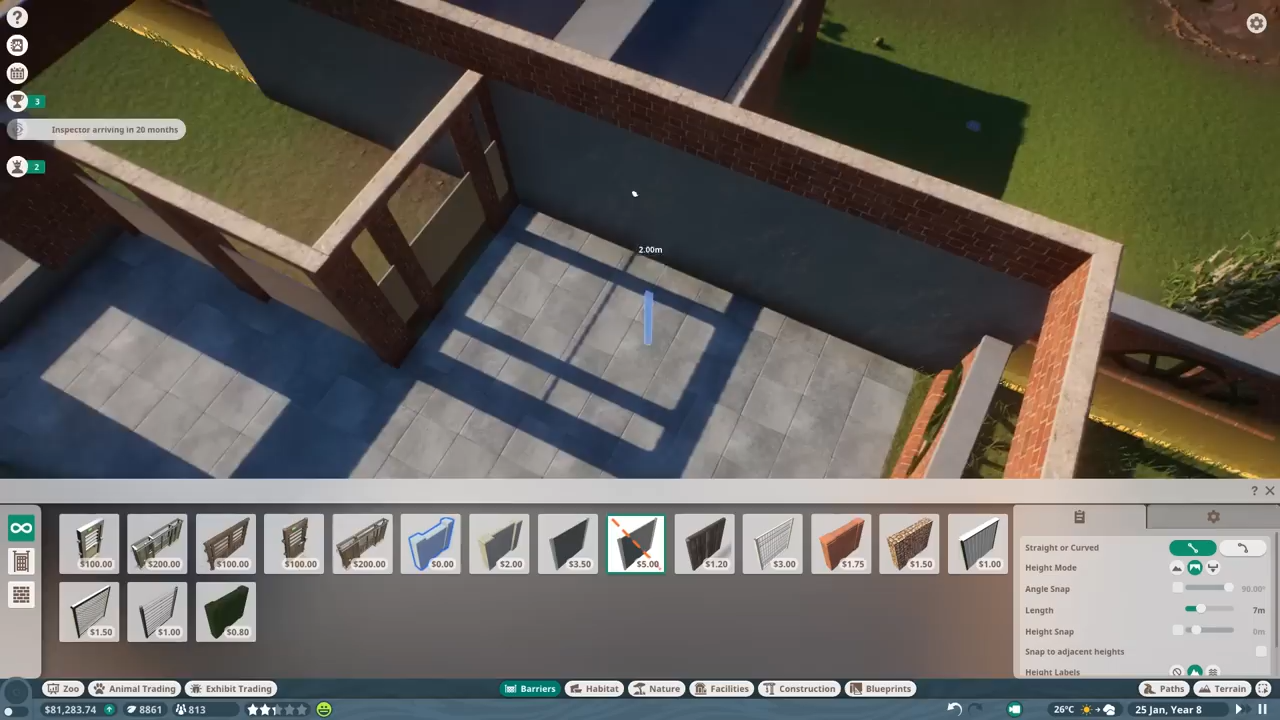 ?
3
Inspector arriving in 20 months
2
2.00m
?
$100.00
$200.00
$100.00
$100.00
$200.00
$0.00
$2.00
$3.50
$5.00
$1.20
$3.00
$1.75
$1.50
$1.00
$1.50
$1.00
$0.80
Straight or Curved
Height Mode
Angle Snap
90.00°
Length
7m
Height Snap
0m
Snap to adjacent heights
Height Labels
Zoo
Animal Trading
Exhibit Trading
Barriers
Habitat
Nature
Facilities
Construction
Blueprints
Paths
Terrain
$81,283.74
8861
813
26°C
25 Jan, Year 8